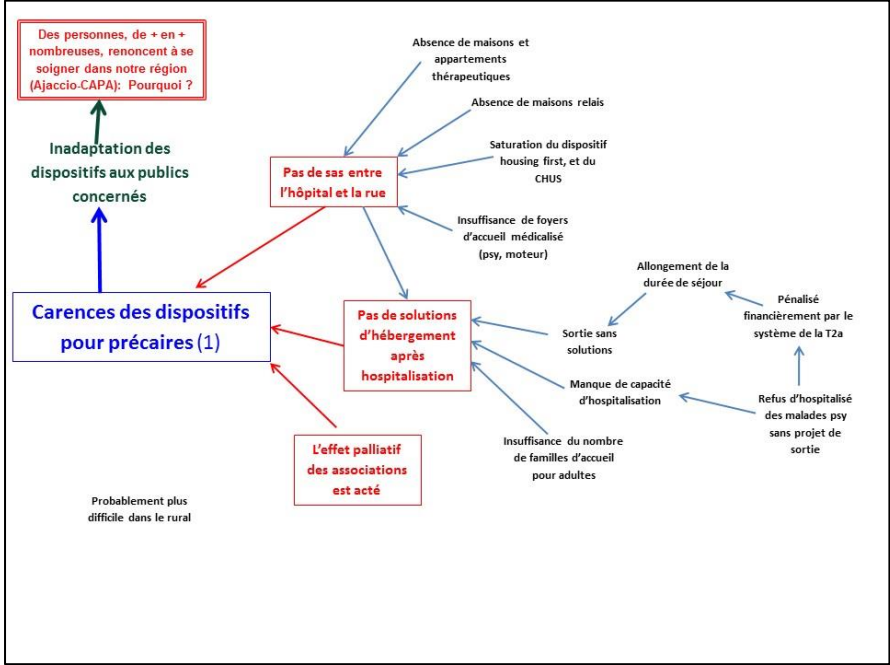 Des personnes, de + en +
nombreuses, renoncent à se
soigner dans notre région
(Ajaccio-CAPA): Pourquoi ?
Inadaptation des
dispositifs aux publics
concernés
Carences des dispositifs
pour précaires (1)
Pas de sas entre
l'hôpital et la rue
Absence de maisons et
appartements
thérapeutiques
Absence de maisons relais
Saturation du dispositif
housing first, et du
CHUS
Insuffisance de foyers
d'accueil médicalisé
(psy, moteur)
Pas de solutions
d'hébergement
après
hospitalisation
Sortie sans
solutions
Allongement de la
durée de séjour
Pénalisé
financièrement par le
système de la T2a
Manque de capacité
d'hospitalisation
Refus d'hospitalisé
des malades psy
sans projet de
sortie
Insuffisance du nombre
de familles d'accueil
pour adultes
L'effet palliatif
des associations
est acté
Probablement plus
difficile dans le rural